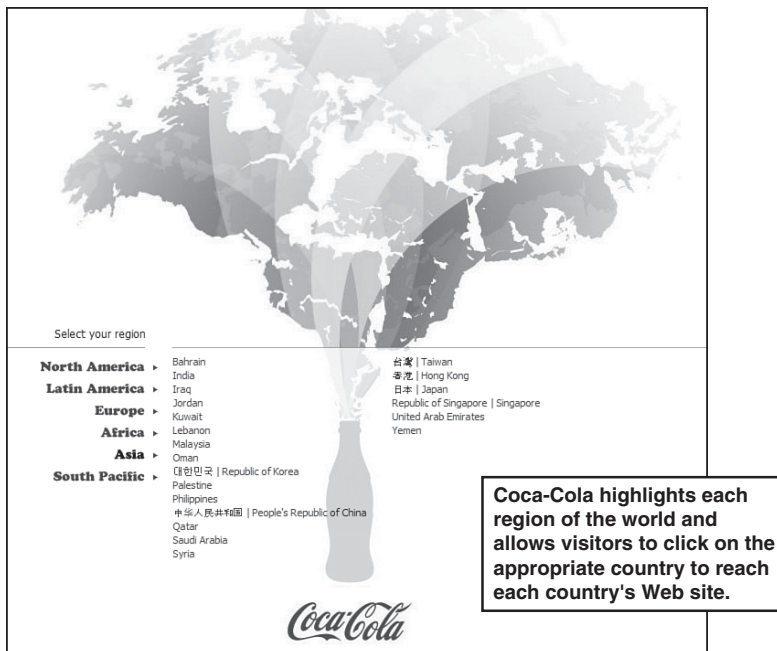 Select your region
North America
Latin America
Europe
Africa
Asia
South Pacific
Bahrain
India
Iraq
Jordan
Kuwait
Lebanon
Malaysia
Oman
대한민국 | Republic of Korea
Palestine
Philippines
中华人民共和国 | People's Republic of China
Qatar
Saudi Arabia
Syria
台灣 | Taiwan
香港 | Hong Kong
日本 | Japan
Republic of Singapore | Singapore
United Arab Emirates
Yemen
Coca-Cola highlights each
region of the world and
allows visitors to click on the
appropriate country to reach
each country's Web site.
Coca-Cola